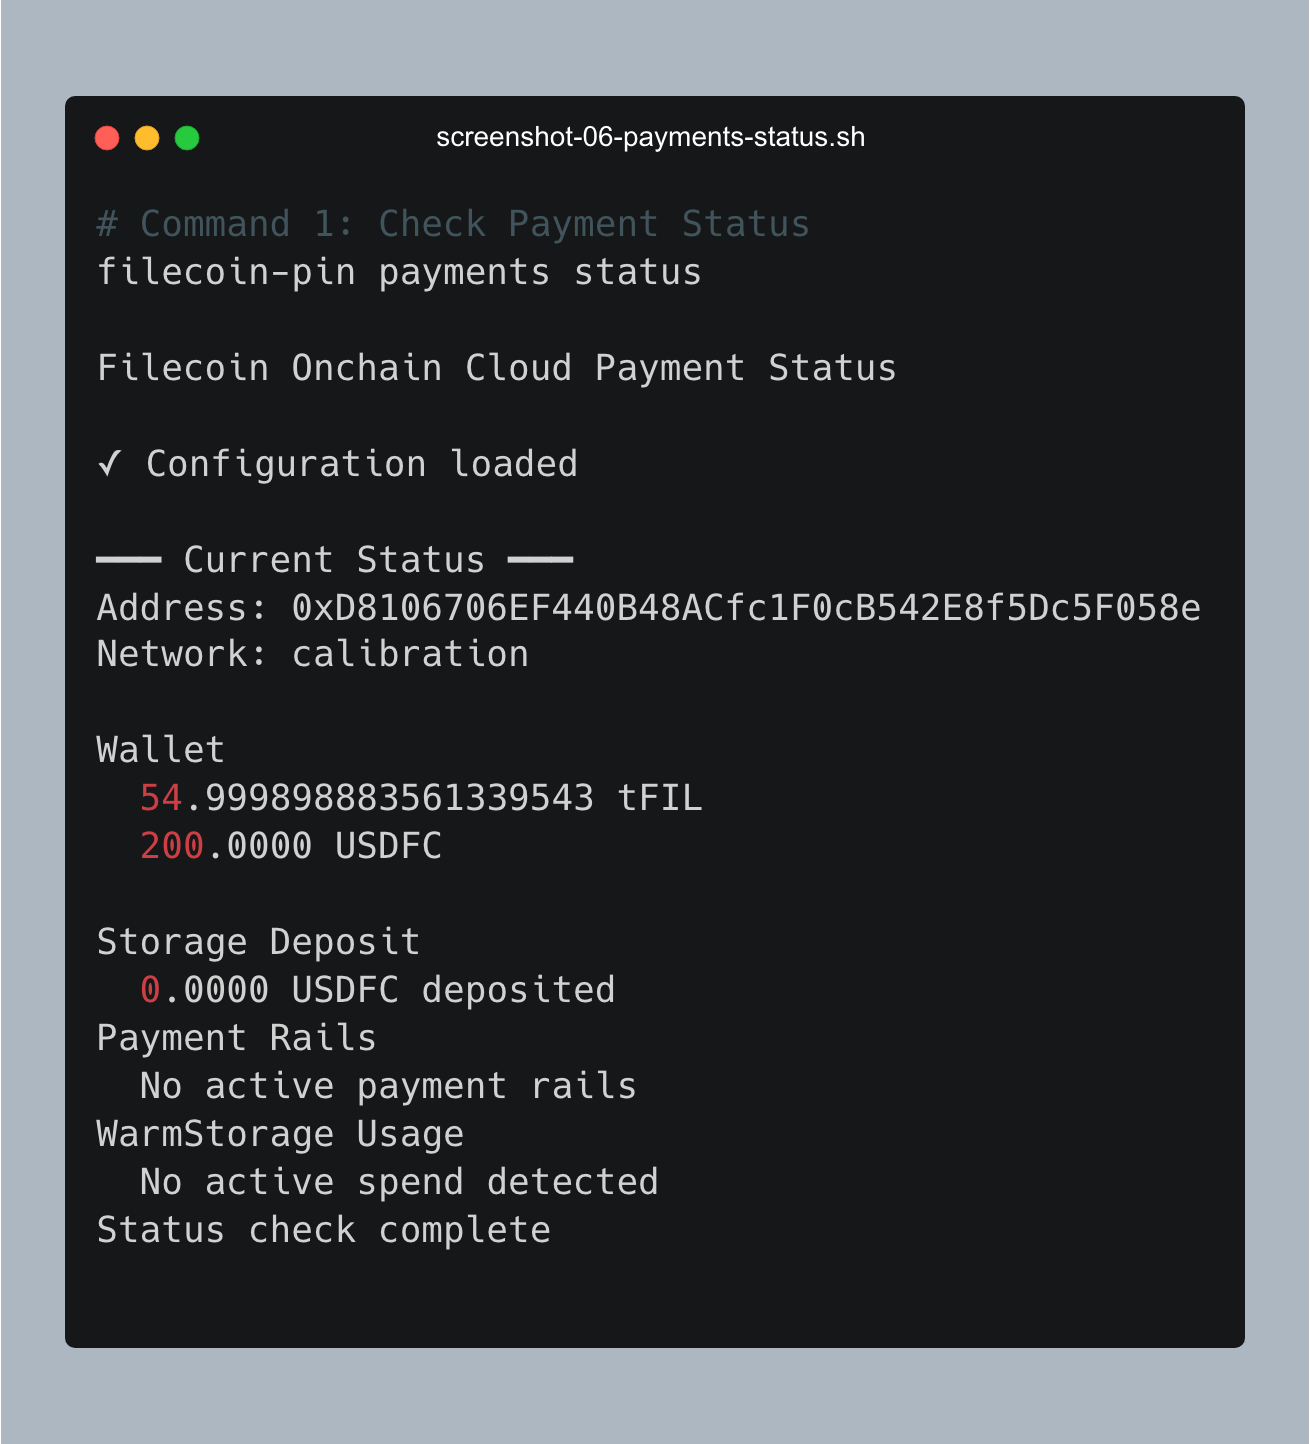 screenshot-06-payments-status.sh
# Command 1: Check Payment Status
filecoin-pin payments status
Filecoin Onchain Cloud Payment Status
✓ Configuration loaded
━━━ Current Status ━━━
Address: 0xD8106706EF440B48ACfc1F0cB542E8f5Dc5F058e
Network: calibration
Wallet
  54.999898883561339543 tFIL
  200.0000 USDFC
Storage Deposit
  0.0000 USDFC deposited
Payment Rails
  No active payment rails
WarmStorage Usage
  No active spend detected
Status check complete